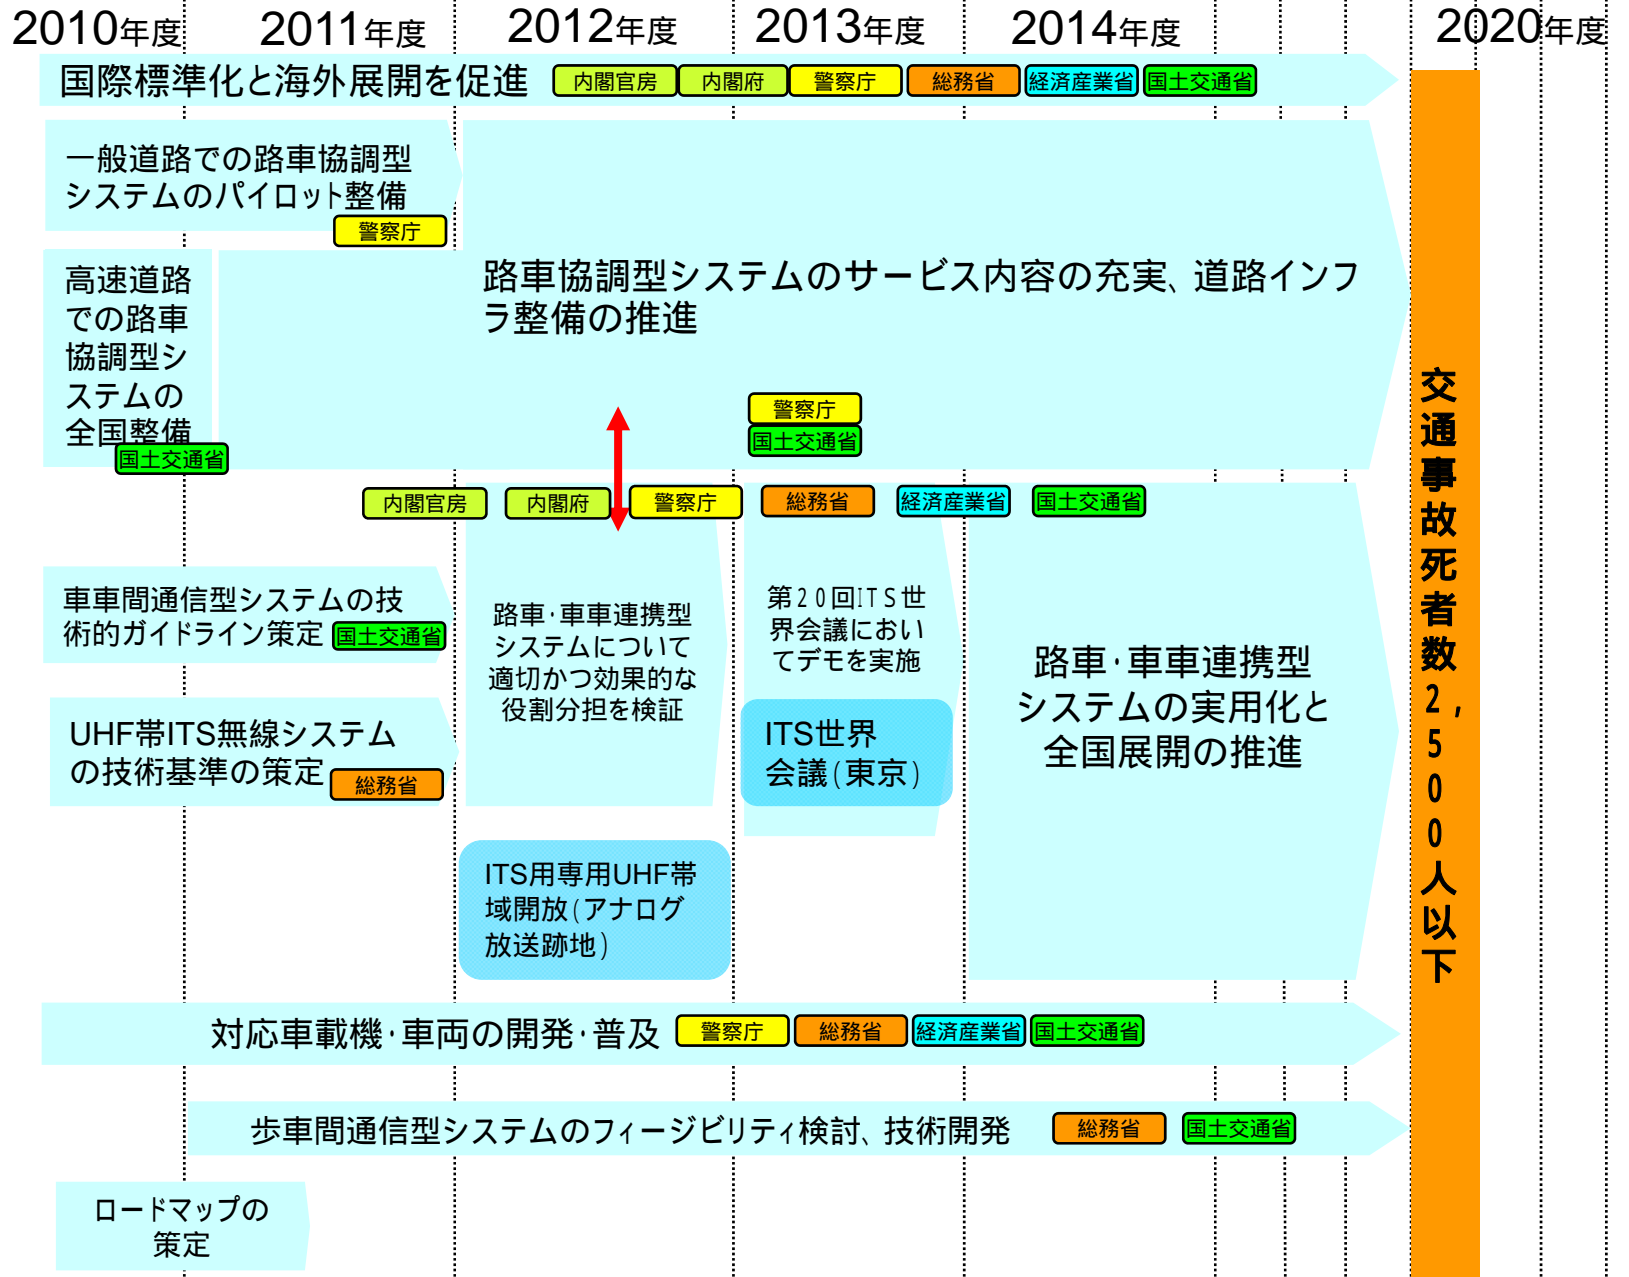 2010年度 2011年度 2012年度 2013年度 2014年度 2020年度
国際標準化と海外展開を促進 内閣官房 内閣府 警察庁 総務省 経済産業省 国土交通省
一般道路での路車協調型
システムのパイロット整備
警察庁
高速道路
での路車
協調型シ
ステムの
全国整備
国土交通省
路車協調型システムのサービス内容の充実、道路インフ
ラ整備の推進
警察庁
国土交通省
内閣官房 内閣府 警察庁 総務省 経済産業省 国土交通省
車車間通信型システムの技
術的ガイドライン策定 国土交通省
UHF帯ITS無線システム
の技術基準の策定 総務省
路車・車車連携型
システムについて
適切かつ効果的な
役割分担を検証
第20回ITS世
界会議におい
てデモを実施
ITS世界
会議(東京)
路車・車車連携型
システムの実用化と
全国展開の推進
ITS用専用UHF帯
域開放(アナログ
放送跡地)
対応車載機・車両の開発・普及 警察庁 総務省 経済産業省 国土交通省
歩車間通信型システムのフィージビリティ検討、技術開発 総務省 国土交通省
ロードマップの
策定
交通事故死者数2,500人以下